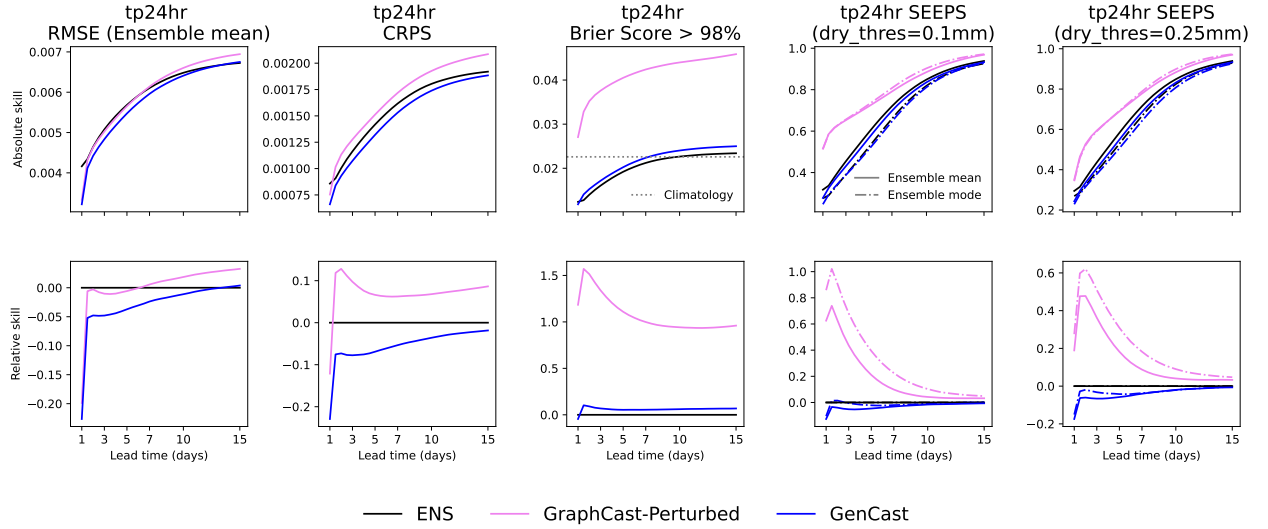 tp24hr
RMSE (Ensemble mean)
tp24hr
CRPS
tp24hr
Brier Score > 98%
tp24hr SEEPS
(dry_thres=0.1mm)
tp24hr SEEPS
(dry_thres=0.25mm)
Absolute skill
0.007
0.006
0.005
0.004
0.00200
0.00175
0.00150
0.00125
0.00100
0.00075
0.04
0.03
0.02
Climatology
1.0
0.8
0.6
0.4
Ensemble mean
Ensemble mode
1.0
0.8
0.6
0.4
0.2
Relative skill
0.00
−0.05
−0.10
−0.15
−0.20
1 3 5 7 10 15
Lead time (days)
0.1
0.0
−0.1
−0.2
1 3 5 7 10 15
Lead time (days)
1.5
1.0
0.5
0.0
1 3 5 7 10 15
Lead time (days)
1.0
0.8
0.6
0.4
0.2
0.0
1 3 5 7 10 15
Lead time (days)
0.6
0.4
0.2
0.0
−0.2
1 3 5 7 10 15
Lead time (days)
ENS GraphCast-Perturbed GenCast